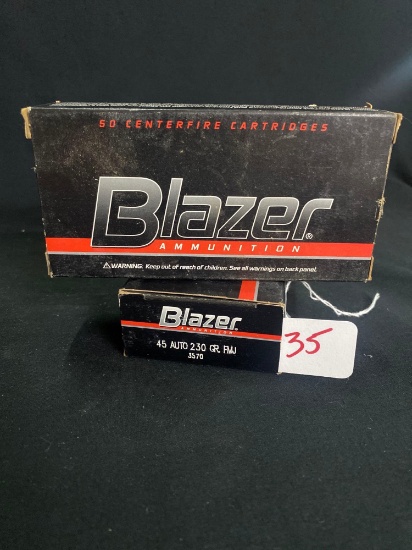 50 CENTERFIRE CARTRIDGES
Blazer®
AMMUNITION
⚠WARNING: Keep out of reach of children. See all warnings on back panel.
Blazer
AMMUNITION
45 AUTO 230 GR. FMJ
3570
35